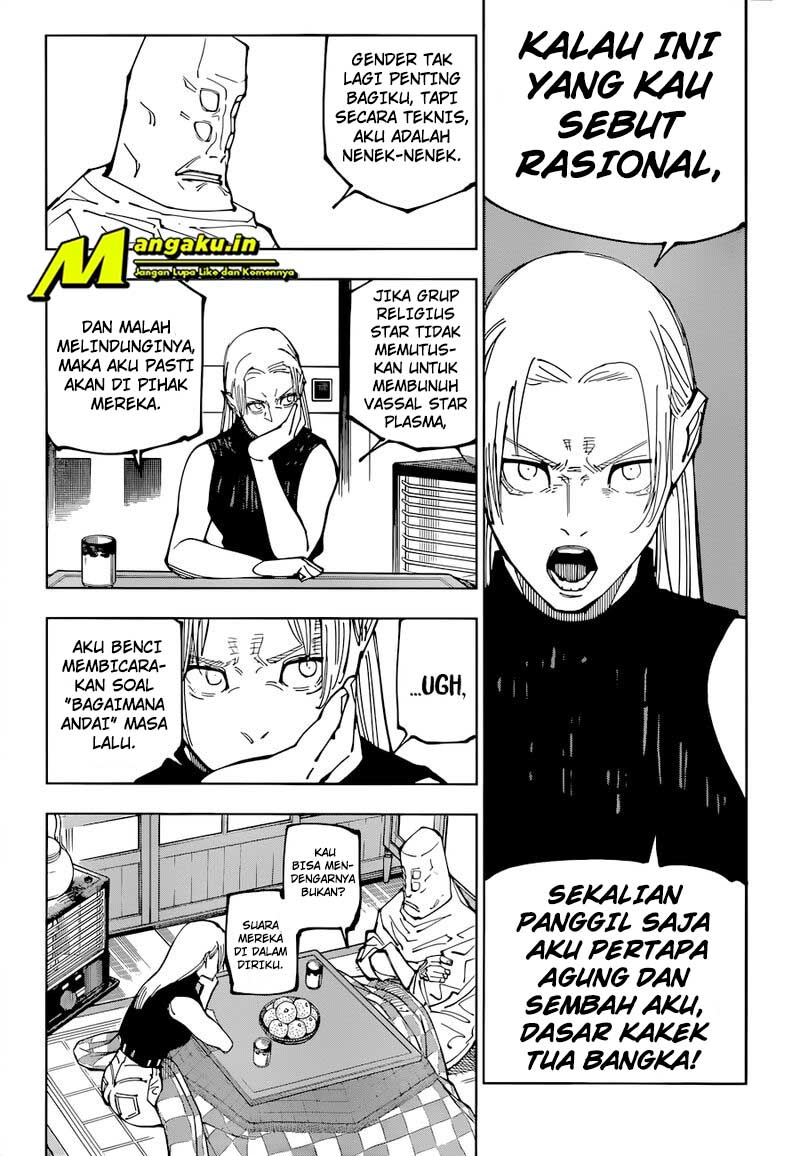 KALAU INI
YANG KAU
SEBUT
RASIONAL,
SEKALIAN
PANGGIL SAJA
AKU PERTAPA
AGUNG DAN
SEMBAH AKU,
DASAR KAKEK
TUA BANGKA!
GENDER TAK
LAGI PENTING
BAGIKU, TAPI
SECARA TEKNIS,
AKU ADALAH
NENEK-NENEK.
Mangaku.in
Jangan Lupa Like dan Komennya
JIKA GRUP
RELIGIUS
STAR TIDAK
MEMUTUS-
KAN UNTUK
MEMBUNUH
VASSAL STAR
PLASMA,
DAN MALAH
MELINDUNGINYA,
MAKA AKU PASTI
AKAN DI PIHAK
MEREKA.
...UGH,
AKU BENCI
MEMBICARA-
KAN SOAL
"BAGAIMANA
ANDAI" MASA
LALU.
KAU
BISA MEN-
DENGARNYA
BUKAN?
SUARA
MEREKA
DI DALAM
DIRIKU.